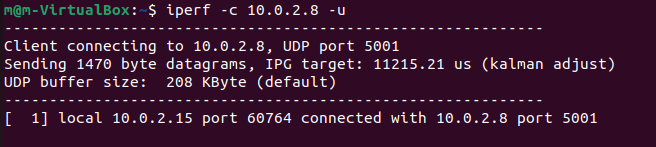 m@m-VirtualBox:~$ iperf -c 10.0.2.8 -u
------------------------------------------------------------
Client connecting to 10.0.2.8, UDP port 5001
Sending 1470 byte datagrams, IPG target: 11215.21 us (kalman adjust)
UDP buffer size:  208 KByte (default)
------------------------------------------------------------
[  1] local 10.0.2.15 port 60764 connected with 10.0.2.8 port 5001